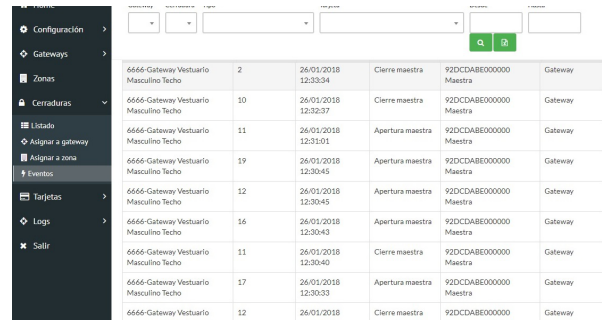 Home
Configuración
Gateways
Zonas
Cerraduras
Listado
Asignar a gateway
Asignar a zona
Eventos
Tarjetas
Logs
Salir
Gateway Cerradura Tipo Tarjeta Desde Hasta
6666-Gateway Vestuario 2 26/01/2018 Cierre maestra 92DCDABE000000 Gateway
Masculino Techo 12:33:34 Maestra
6666-Gateway Vestuario 10 26/01/2018 Cierre maestra 92DCDABE000000 Gateway
Masculino Techo 12:32:37 Maestra
6666-Gateway Vestuario 11 26/01/2018 Apertura maestra 92DCDABE000000 Gateway
Masculino Techo 12:31:01 Maestra
6666-Gateway Vestuario 19 26/01/2018 Apertura maestra 92DCDABE000000 Gateway
Masculino Techo 12:30:45 Maestra
6666-Gateway Vestuario 12 26/01/2018 Apertura maestra 92DCDABE000000 Gateway
Masculino Techo 12:30:45 Maestra
6666-Gateway Vestuario 16 26/01/2018 Apertura maestra 92DCDABE000000 Gateway
Masculino Techo 12:30:43 Maestra
6666-Gateway Vestuario 11 26/01/2018 Cierre maestra 92DCDABE000000 Gateway
Masculino Techo 12:30:40 Maestra
6666-Gateway Vestuario 17 26/01/2018 Apertura maestra 92DCDABE000000 Gateway
Masculino Techo 12:30:33 Maestra
6666-Gateway Vestuario 12 26/01/2018 Cierre maestra 92DCDABE000000 Gateway